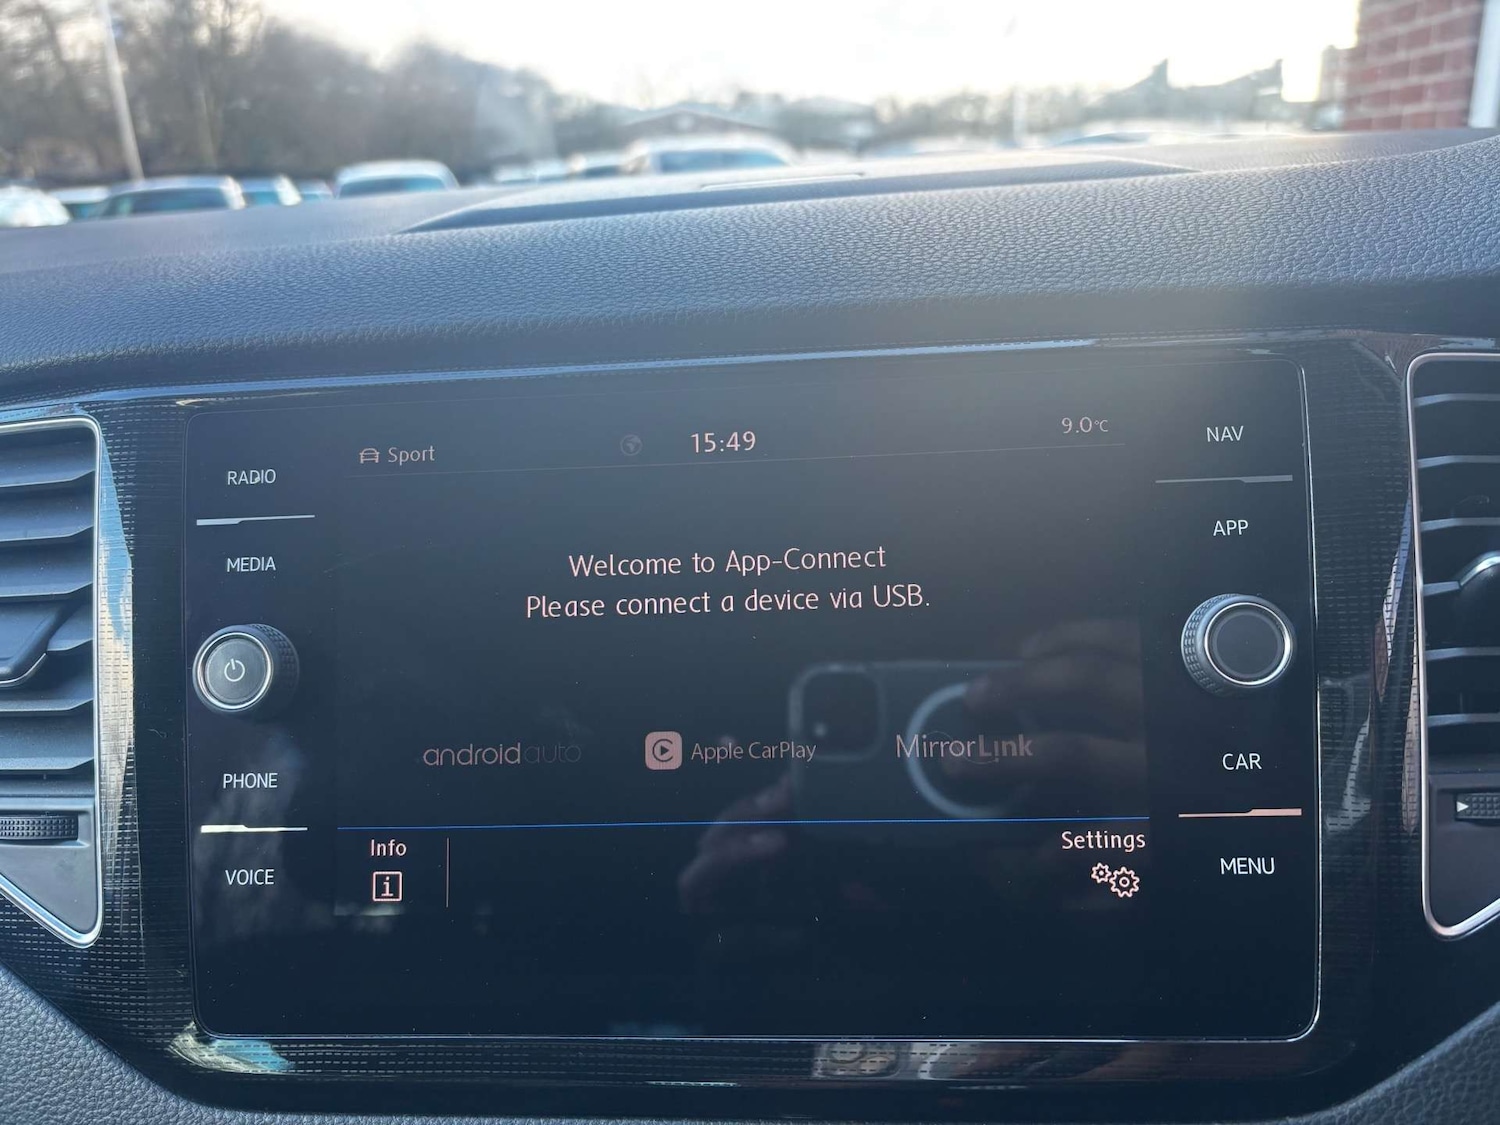 Sport
15:49
9.0°C
RADIO
MEDIA
PHONE
VOICE
Welcome to App-Connect
Please connect a device via USB.
androidauto
Apple CarPlay
MirrorLink
Info
i
Settings
NAV
APP
CAR
MENU